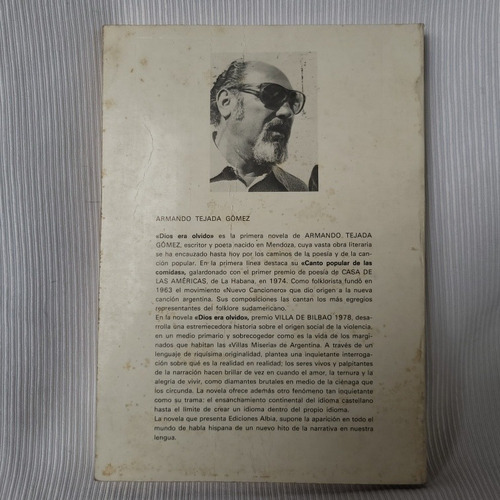 ARMANDO TEJADA GÓMEZ
«Dios era olvido» es la primera novela de ARMANDO TEJADA
GÓMEZ, escritor y poeta nacido en Mendoza, cuya vasta obra literaria
se ha encauzado hasta hoy por los caminos de la poesía y de la can-
ción popular. En la primera línea destaca su «Canto popular de las
comidas», galardonado con el primer premio de poesía de CASA DE
LAS AMÉRICAS, de La Habana, en 1974. Como folklorista fundó en
1963 el movimiento «Nuevo Cancionero» que dio origen a la nueva
canción argentina. Sus composiciones las cantan los más egregios
representantes del folklore sudamericano.
En la novela «Dios era olvido», premio VILLA DE BILBAO 1978, desa-
rrolla una estremecedora historia sobre el origen social de la violencia,
en un medio primario y sobrecogedor como es la vida de los margi-
nados que habitan las «Villas Miseria» de Argentina. A través de un
lenguaje de riquísima originalidad, plantea una inquietante interroga-
ción sobre qué es la realidad en realidad; los seres vivos y palpitantes
de la narración hacen brillar de vez en cuando el amor, la ternura y la
alegría de vivir, como diamantes brutales en medio de la ciénaga que
los circunda. La novela ofrece además otro fenómeno tan inquietante
como su trama; el ensanchamiento continental del idioma castellano
hasta el límite de crear un idioma dentro del propio idioma.
La novela que presenta Ediciones Albia, supone la aparición en todo el
mundo de habla hispana de un nuevo hito de la narrativa en nuestra
lengua.